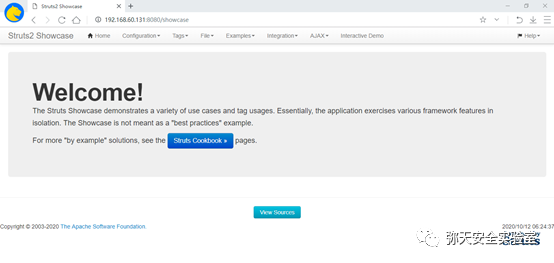 Struts2 Showcase
192.168.60.131:8080/showcase
Struts2 Showcase Home Configuration Tags File Examples Integration AJAX Interactive Demo Help
Welcome!
The Struts Showcase demonstrates a variety of use cases and tag usages. Essentially, the application exercises various framework features in
isolation. The Showcase is not meant as a "best practices" example.
For more "by example" solutions, see the Struts Cookbook » pages.
View Sources
Copyright © 2003-2020 The Apache Software Foundation. 2020/10/12 06:24:37
弥天安全实验室